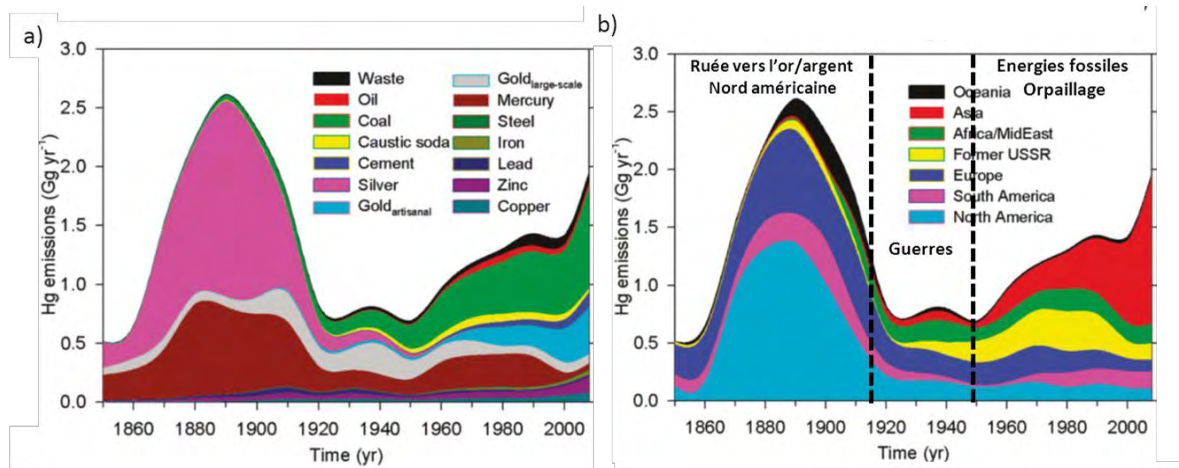 a)
3.0
2.5
2.0
1.5
1.0
0.5
0.0
Hg emissions (Gg yr⁻¹)
Waste
Oil
Coal
Caustic soda
Cement
Silver
Gold artisanal
Gold large-scale
Mercury
Steel
Iron
Lead
Zinc
Copper
1860 1880 1900 1920 1940 1960 1980 2000
Time (yr)
b)
3.0
2.5
2.0
1.5
1.0
0.5
0.0
Hg emissions (Gg yr⁻¹)
Ruée vers l'or/argent
Nord américaine
Guerres
Energies fossiles
Orpaillage
Oceania
Asia
Africa/MidEast
Former USSR
Europe
South America
North America
1860 1880 1900 1920 1940 1960 1980 2000
Time (yr)